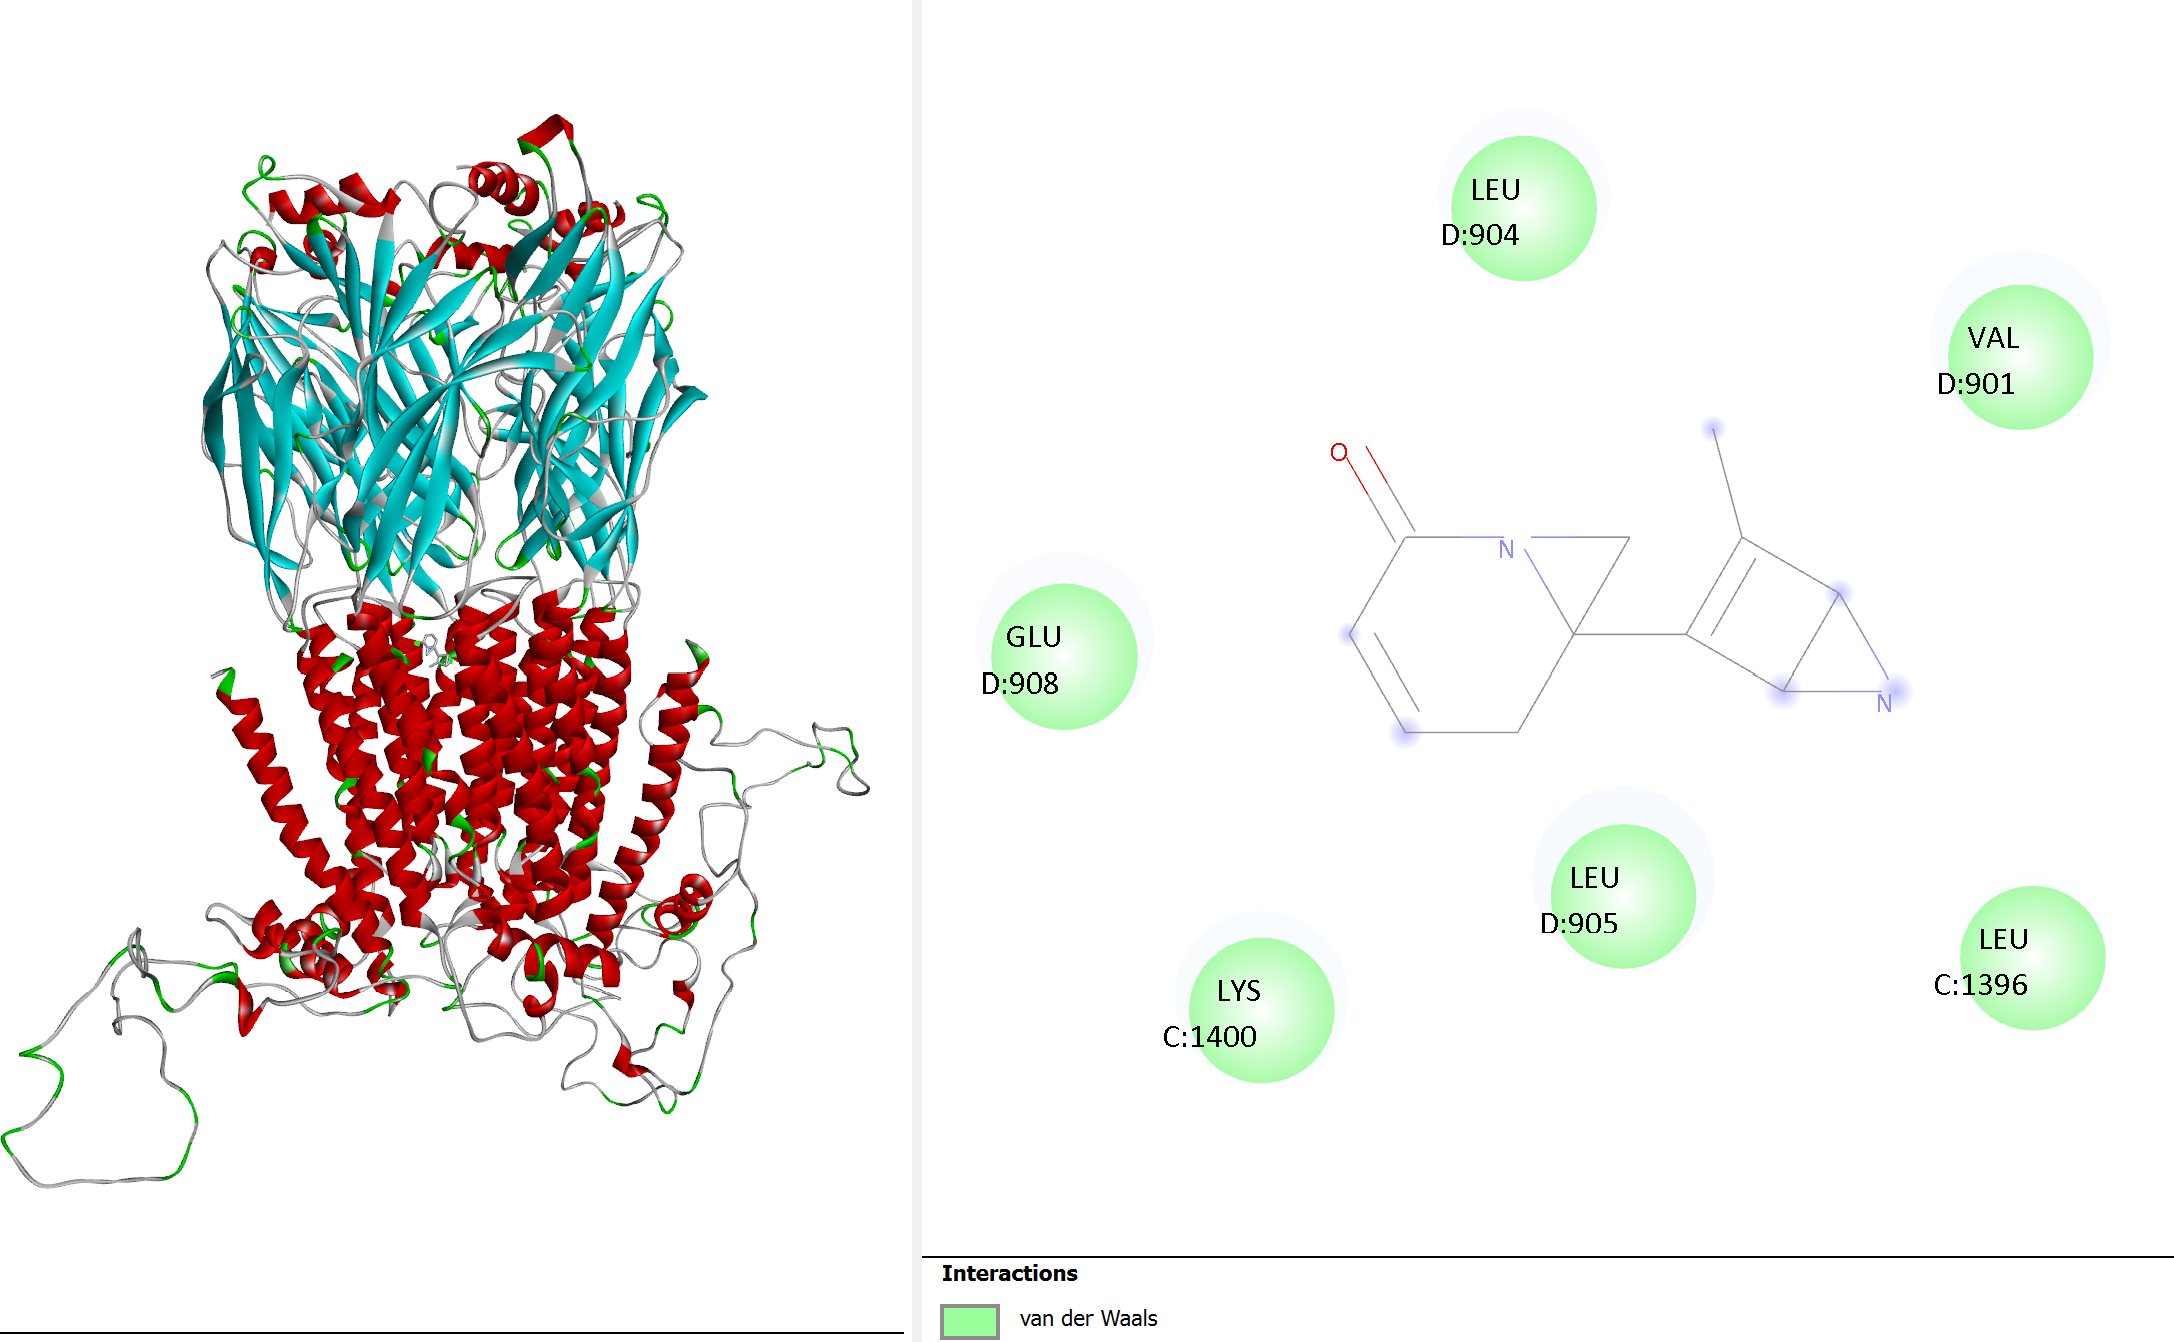 LEU
D:904
VAL
D:901
O
N
GLU
D:908
N
LEU
D:905
LEU
C:1396
LYS
C:1400
Interactions
van der Waals